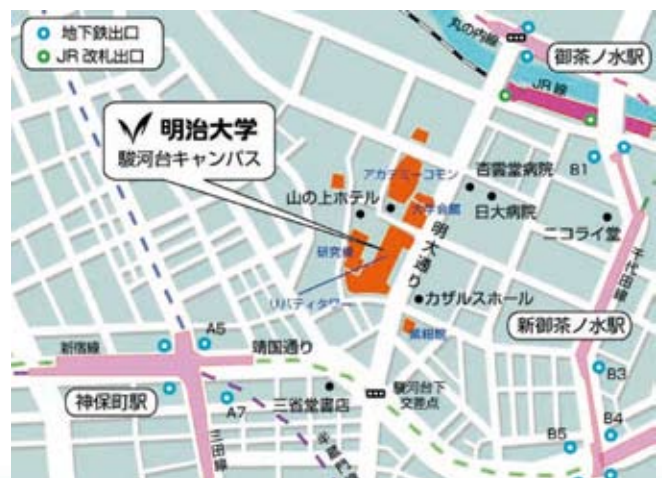 地下鉄出口
JR改札出口
丸の内線
御茶ノ水駅
JR線
明治大学
駿河台キャンパス
アカデミーコモン
杏雲堂病院
B1
山の上ホテル
大学会館
日大病院
ニコライ堂
研究棟
明大通り
千代田線
リバティタワー
カザルスホール
新御茶ノ水駅
A5
新宿線
靖国通り
B3
神保町駅
三省堂書店
駿河台下
交差点
A7
B4
B5
三田線